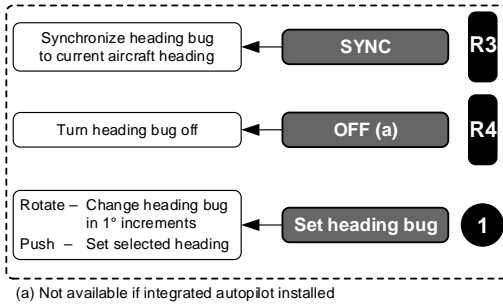 Synchronize heading bug
to current aircraft heading
SYNC
R3
Turn heading bug off
OFF (a)
R4
Rotate – Change heading bug
in 1° increments
Push – Set selected heading
Set heading bug
1
(a) Not available if integrated autopilot installed